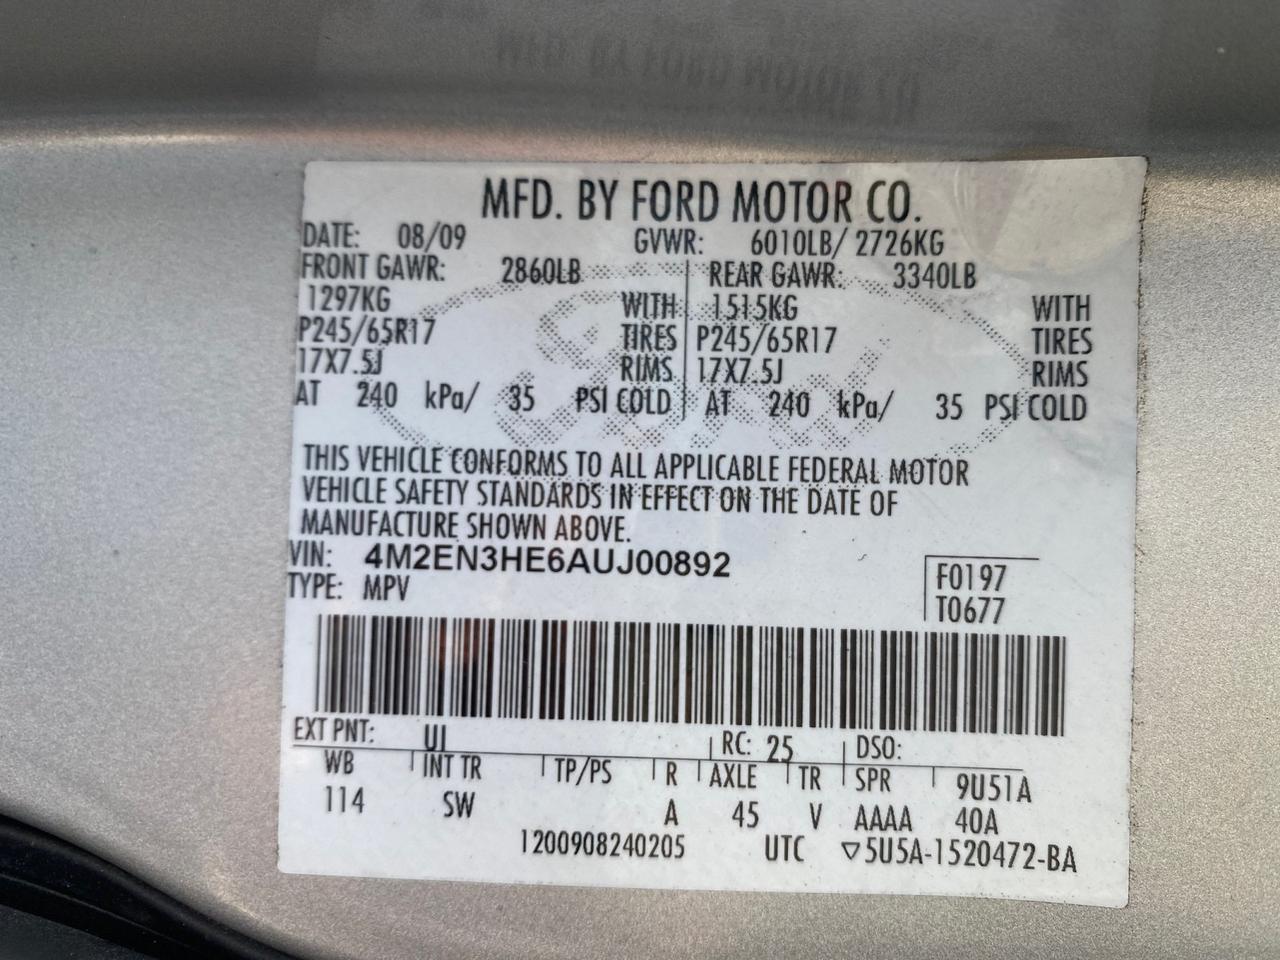 MFD. BY FORD MOTOR CO.
DATE: 08/09 GVWR: 6010LB/ 2726KG
FRONT GAWR: 2860LB REAR GAWR: 3340LB
1297KG WITH 1515KG WITH
P245/65R17 TIRES P245/65R17 TIRES
17X7.5J RIMS 17X7.5J RIMS
AT 240 kPa/ 35 PSI COLD AT 240 kPa/ 35 PSI COLD
THIS VEHICLE CONFORMS TO ALL APPLICABLE FEDERAL MOTOR
VEHICLE SAFETY STANDARDS IN EFFECT ON THE DATE OF
MANUFACTURE SHOWN ABOVE.
VIN: 4M2EN3HE6AUJ00892
TYPE: MPV
F0197
T0677
EXT PNT: UI RC: 25 DSO:
WB INT TR TP/PS R AXLE TR SPR 9U51A
114 SW A 45 V AAAA 40A
1200908240205 UTC ▽5U5A-1520472-BA